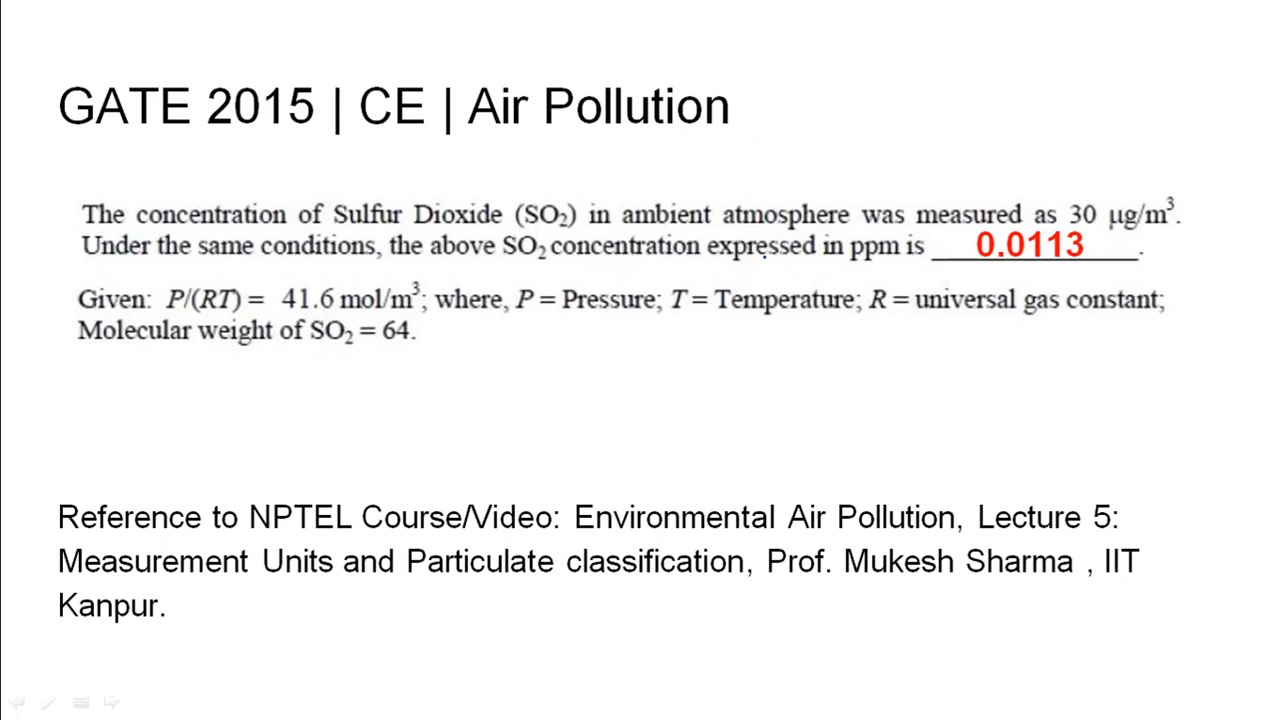 GATE 2015 | CE | Air Pollution
The concentration of Sulfur Dioxide (SO₂) in ambient atmosphere was measured as 30 μg/m³.
Under the same conditions, the above SO₂ concentration expressed in ppm is 0.0113.
Given: P/(RT) = 41.6 mol/m³; where, P = Pressure; T = Temperature; R = universal gas constant;
Molecular weight of SO₂ = 64.
Reference to NPTEL Course/Video: Environmental Air Pollution, Lecture 5:
Measurement Units and Particulate classification, Prof. Mukesh Sharma , IIT
Kanpur.